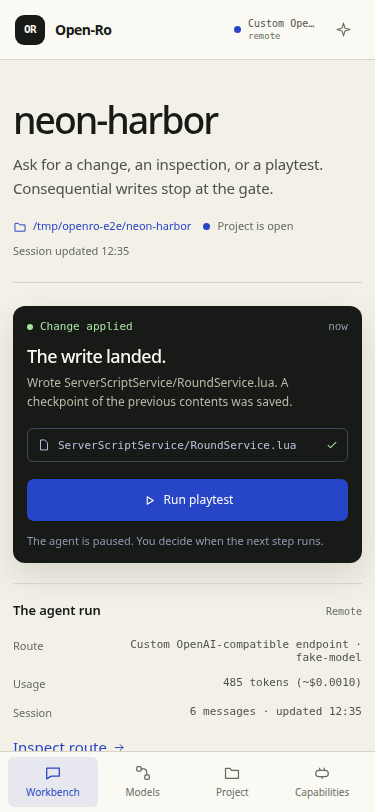 OR Open-Ro
Custom Ope…
remote
neon-harbor
Ask for a change, an inspection, or a playtest.
Consequential writes stop at the gate.
/tmp/openro-e2e/neon-harbor Project is open
Session updated 12:35
Change applied now
The write landed.
Wrote ServerScriptService/RoundService.lua. A
checkpoint of the previous contents was saved.
ServerScriptService/RoundService.lua
Run playtest
The agent is paused. You decide when the next step runs.
The agent run Remote
Route Custom OpenAI-compatible endpoint ·
fake-model
Usage 485 tokens (~$0.0010)
Session 6 messages · updated 12:35
Inspect route →
Workbench Models Project Capabilities